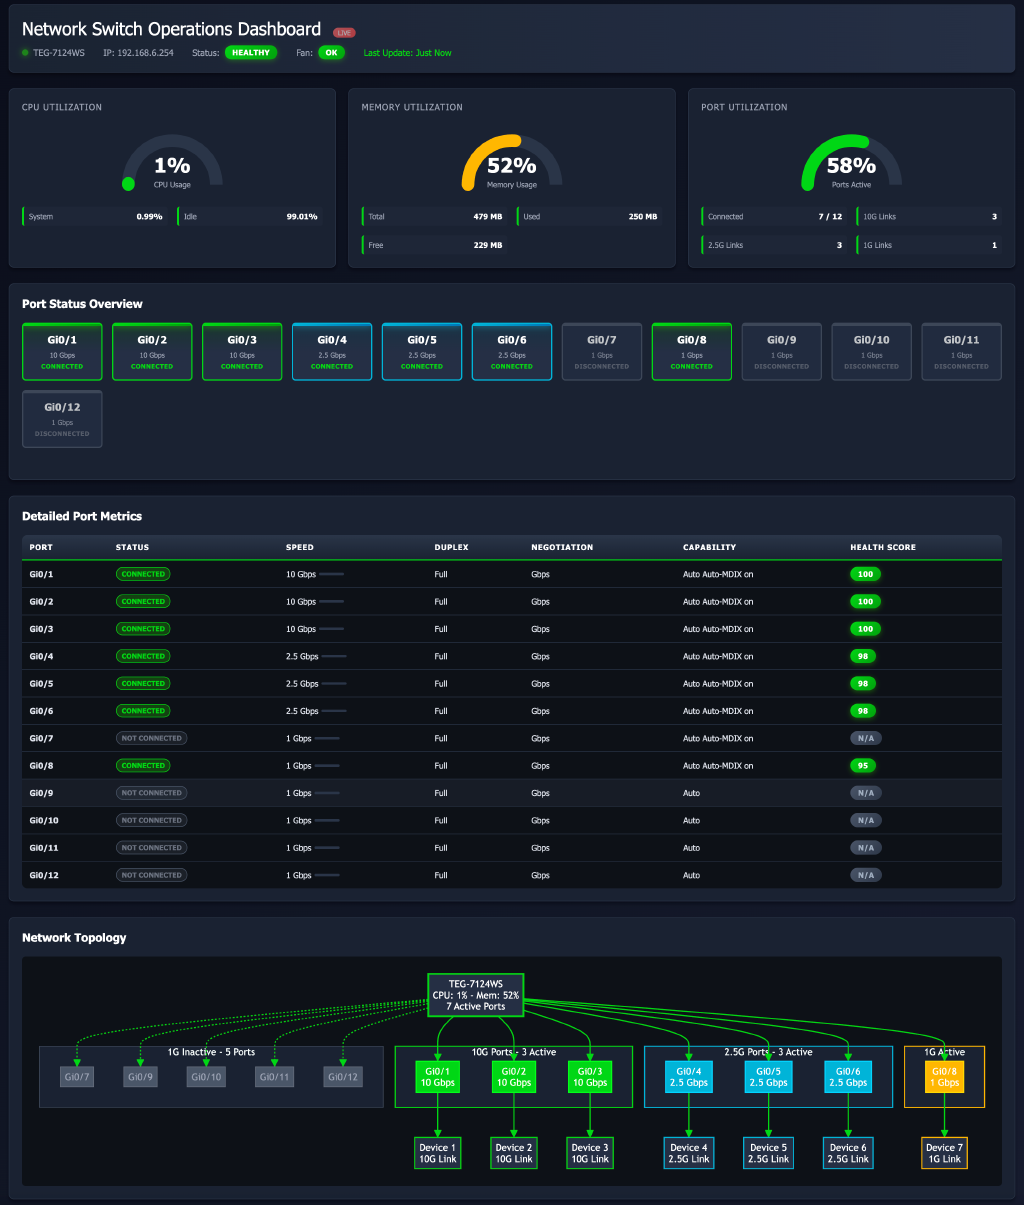 Network Switch Operations Dashboard LIVE
TEG-7124WS IP: 192.168.6.254 Status: HEALTHY Fan: OK Last Update: Just Now
CPU UTILIZATION
1%
CPU Usage
System 0.99% Idle 99.01%
MEMORY UTILIZATION
52%
Memory Usage
Total 479 MB Used 250 MB
Free 229 MB
PORT UTILIZATION
58%
Ports Active
Connected 7 / 12 10G Links 3
2.5G Links 3 1G Links 1
Port Status Overview
Gi0/1 Gi0/2 Gi0/3 Gi0/4 Gi0/5 Gi0/6 Gi0/7 Gi0/8 Gi0/9 Gi0/10 Gi0/11
10 Gbps 10 Gbps 10 Gbps 2.5 Gbps 2.5 Gbps 2.5 Gbps 1 Gbps 1 Gbps 1 Gbps 1 Gbps 1 Gbps
CONNECTED CONNECTED CONNECTED CONNECTED CONNECTED CONNECTED DISCONNECTED CONNECTED DISCONNECTED DISCONNECTED DISCONNECTED
Gi0/12
1 Gbps
DISCONNECTED
Detailed Port Metrics
PORT STATUS SPEED DUPLEX NEGOTIATION CAPABILITY HEALTH SCORE
Gi0/1 CONNECTED 10 Gbps Full Gbps Auto Auto-MDIX on 100
Gi0/2 CONNECTED 10 Gbps Full Gbps Auto Auto-MDIX on 100
Gi0/3 CONNECTED 10 Gbps Full Gbps Auto Auto-MDIX on 100
Gi0/4 CONNECTED 2.5 Gbps Full Gbps Auto Auto-MDIX on 98
Gi0/5 CONNECTED 2.5 Gbps Full Gbps Auto Auto-MDIX on 98
Gi0/6 CONNECTED 2.5 Gbps Full Gbps Auto Auto-MDIX on 98
Gi0/7 NOT CONNECTED 1 Gbps Full Gbps Auto Auto-MDIX on N/A
Gi0/8 CONNECTED 1 Gbps Full Gbps Auto Auto-MDIX on 95
Gi0/9 NOT CONNECTED 1 Gbps Full Gbps Auto N/A
Gi0/10 NOT CONNECTED 1 Gbps Full Gbps Auto N/A
Gi0/11 NOT CONNECTED 1 Gbps Full Gbps Auto N/A
Gi0/12 NOT CONNECTED 1 Gbps Full Gbps Auto N/A
Network Topology
TEG-7124WS
CPU: 1% - Mem: 52%
7 Active Ports
1G Inactive - 5 Ports 10G Ports - 3 Active 2.5G Ports - 3 Active 1G Active
Gi0/7 Gi0/9 Gi0/10 Gi0/11 Gi0/12
Gi0/1 Gi0/2 Gi0/3 Gi0/4 Gi0/5 Gi0/6 Gi0/8
10 Gbps 10 Gbps 10 Gbps 2.5 Gbps 2.5 Gbps 2.5 Gbps 1 Gbps
Device 1 Device 2 Device 3 Device 4 Device 5 Device 6 Device 7
10G Link 10G Link 10G Link 2.5G Link 2.5G Link 2.5G Link 1G Link